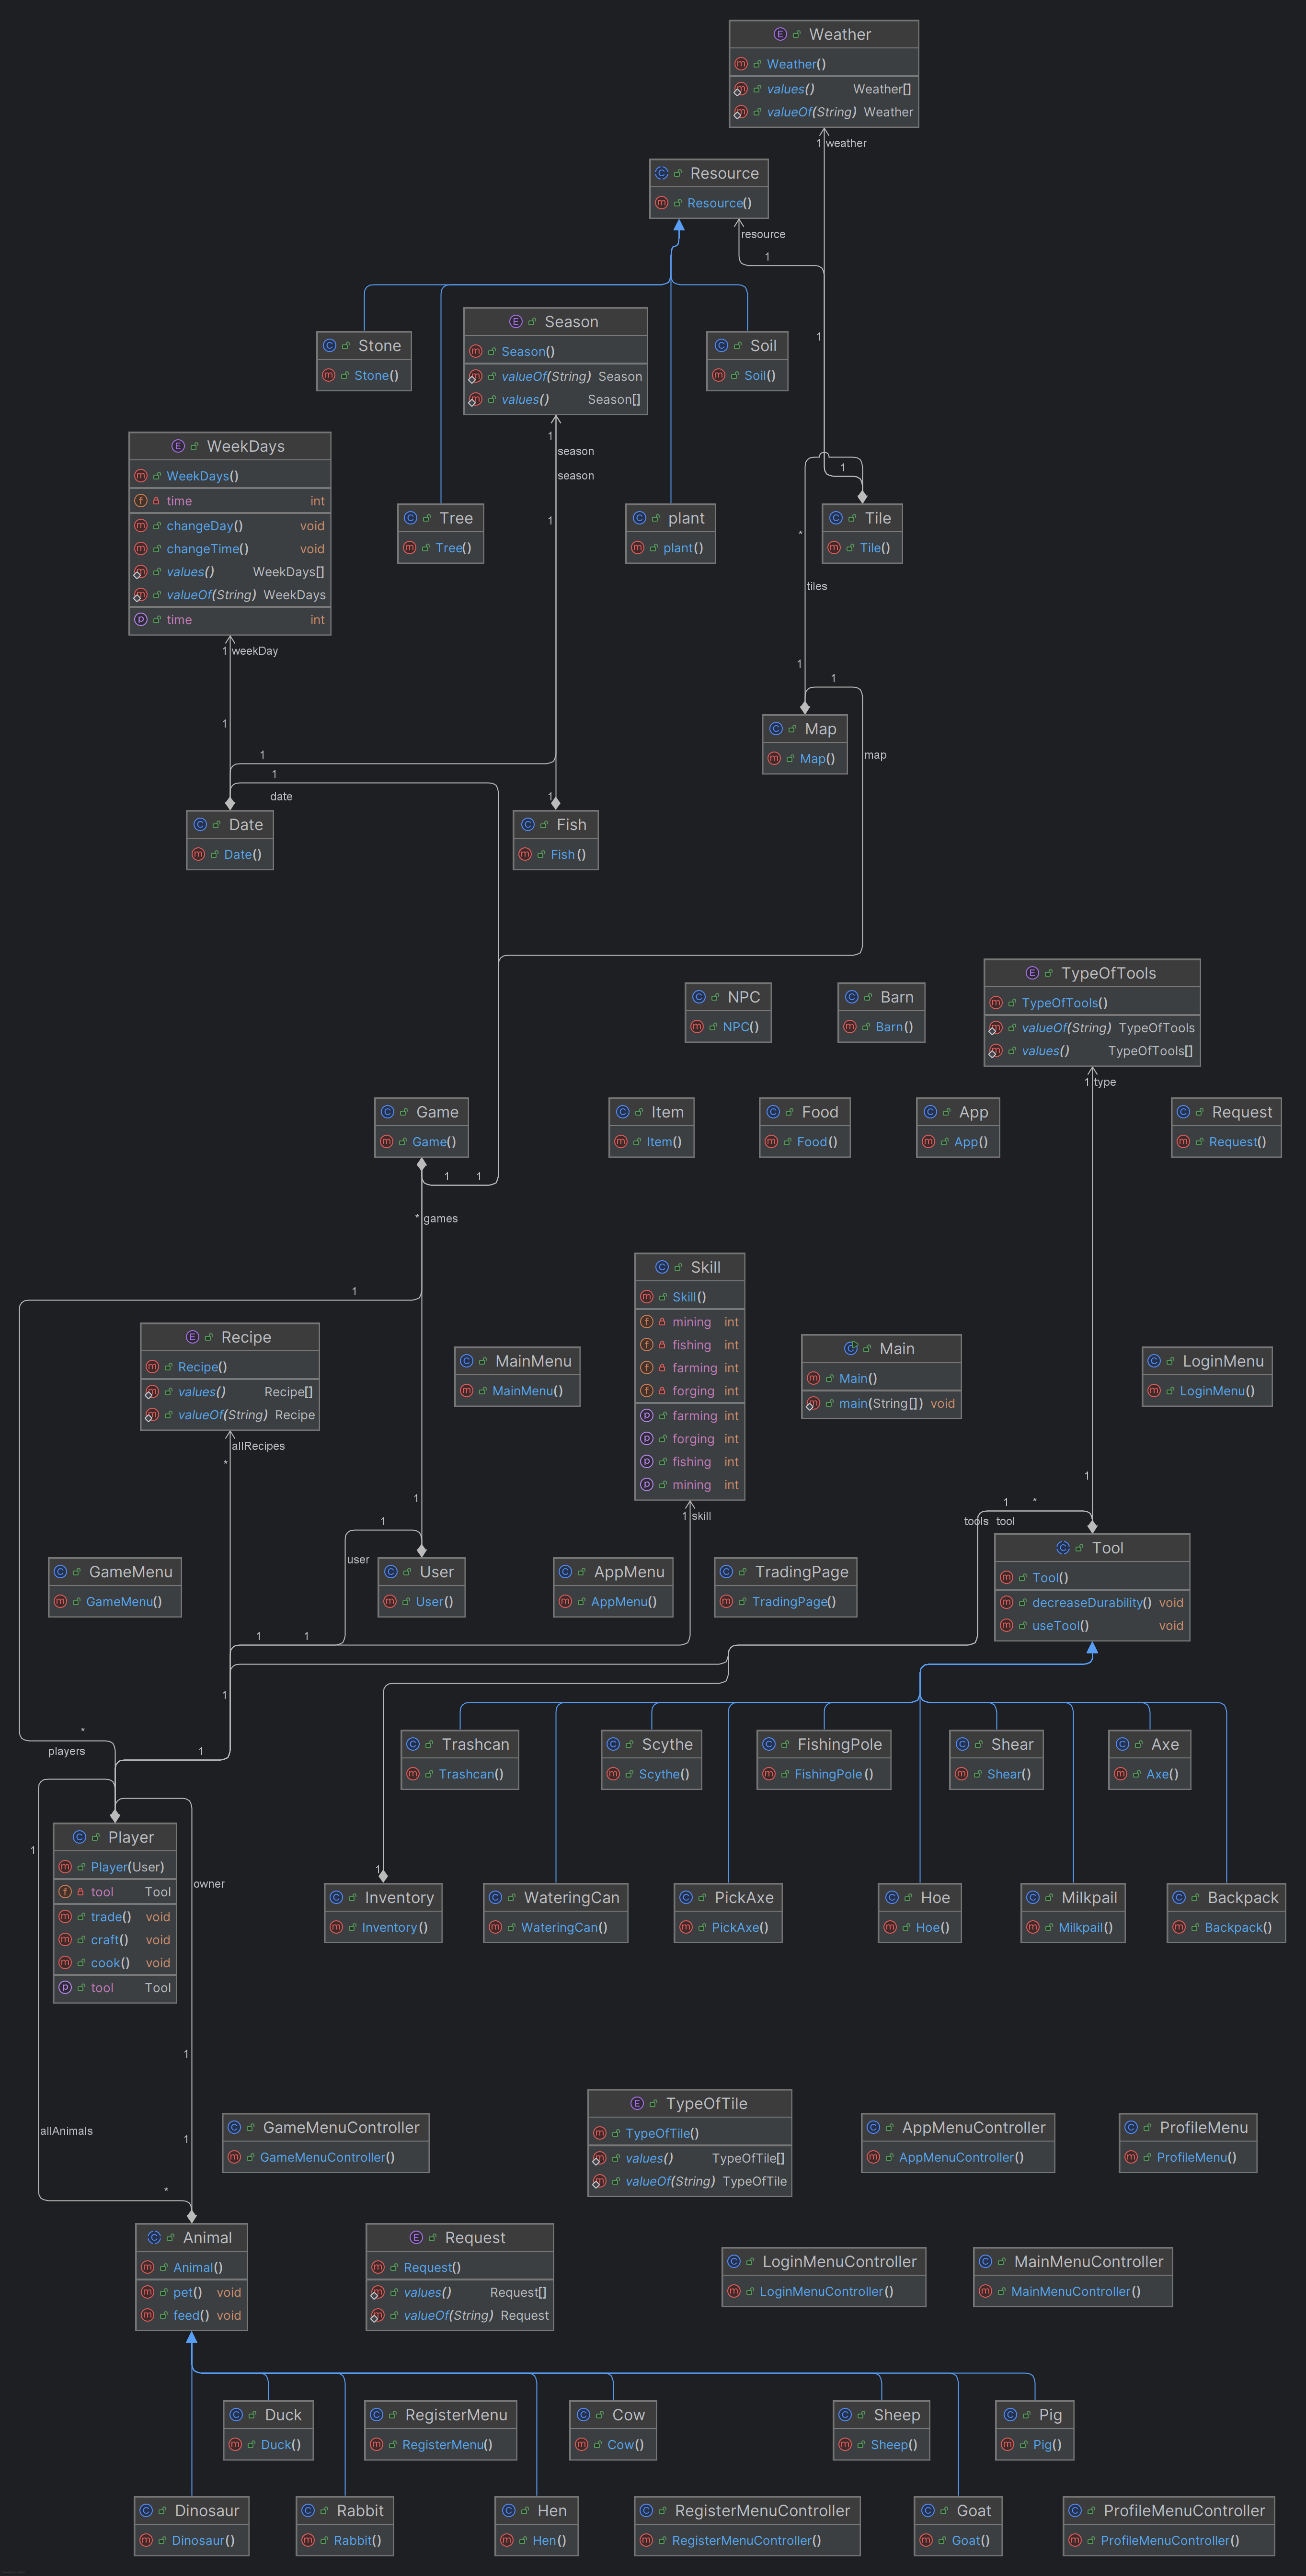 Weather
Weather()
values() Weather[]
valueOf(String) Weather
1 weather
Resource
Resource()
resource
1
1
Stone
Stone()
Season
Season()
valueOf(String) Season
values() Season[]
Soil
Soil()
1
season
season
1
WeekDays
WeekDays()
time int
changeDay() void
changeTime() void
values() WeekDays[]
valueOf(String) WeekDays
time int
1 weekDay
1
Tree
Tree()
plant
plant()
1
Tile
Tile()
*
tiles
1
1
Map
Map()
map
1
1
date
1
Date
Date()
Fish
Fish()
NPC
NPC()
Barn
Barn()
TypeOfTools
TypeOfTools()
valueOf(String) TypeOfTools
values() TypeOfTools[]
1 type
Game
Game()
Item
Item()
Food
Food()
App
App()
Request
Request()
1 1
* games
1
Recipe
Recipe()
values() Recipe[]
valueOf(String) Recipe
allRecipes
*
MainMenu
MainMenu()
Skill
Skill()
mining int
fishing int
farming int
forging int
farming int
forging int
fishing int
mining int
1 skill
Main
Main()
main(String[]) void
LoginMenu
LoginMenu()
1
1
1 *
tools tool
1
user
GameMenu
GameMenu()
User
User()
AppMenu
AppMenu()
TradingPage
TradingPage()
Tool
Tool()
decreaseDurability() void
useTool() void
1 1
1
*
players
1
Trashcan
Trashcan()
Scythe
Scythe()
FishingPole
FishingPole()
Shear
Shear()
Axe
Axe()
Player
Player(User)
tool Tool
trade() void
craft() void
cook() void
tool Tool
1
owner
1
Inventory
Inventory()
WateringCan
WateringCan()
PickAxe
PickAxe()
Hoe
Hoe()
Milkpail
Milkpail()
Backpack
Backpack()
1
1
allAnimals
*
GameMenuController
GameMenuController()
TypeOfTile
TypeOfTile()
values() TypeOfTile[]
valueOf(String) TypeOfTile
AppMenuController
AppMenuController()
ProfileMenu
ProfileMenu()
Animal
Animal()
pet() void
feed() void
Request
Request()
values() Request[]
valueOf(String) Request
LoginMenuController
LoginMenuController()
MainMenuController
MainMenuController()
Duck
Duck()
RegisterMenu
RegisterMenu()
Cow
Cow()
Sheep
Sheep()
Pig
Pig()
Dinosaur
Dinosaur()
Rabbit
Rabbit()
Hen
Hen()
RegisterMenuController
RegisterMenuController()
Goat
Goat()
ProfileMenuController
ProfileMenuController()